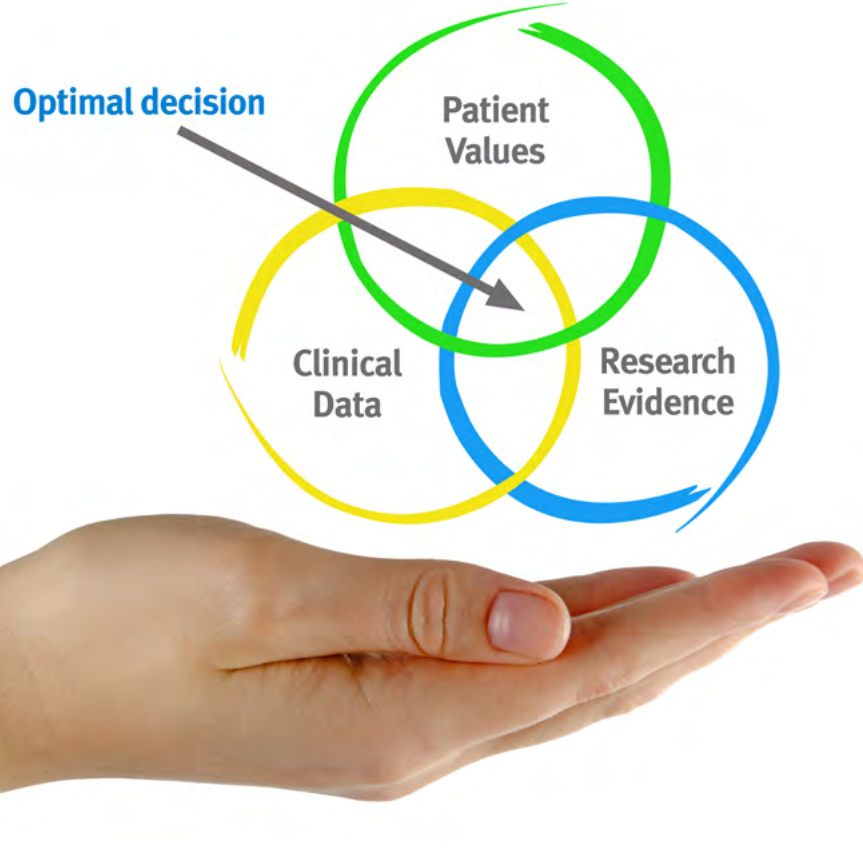 Optimal decision
Patient
Values
Clinical
Data
Research
Evidence